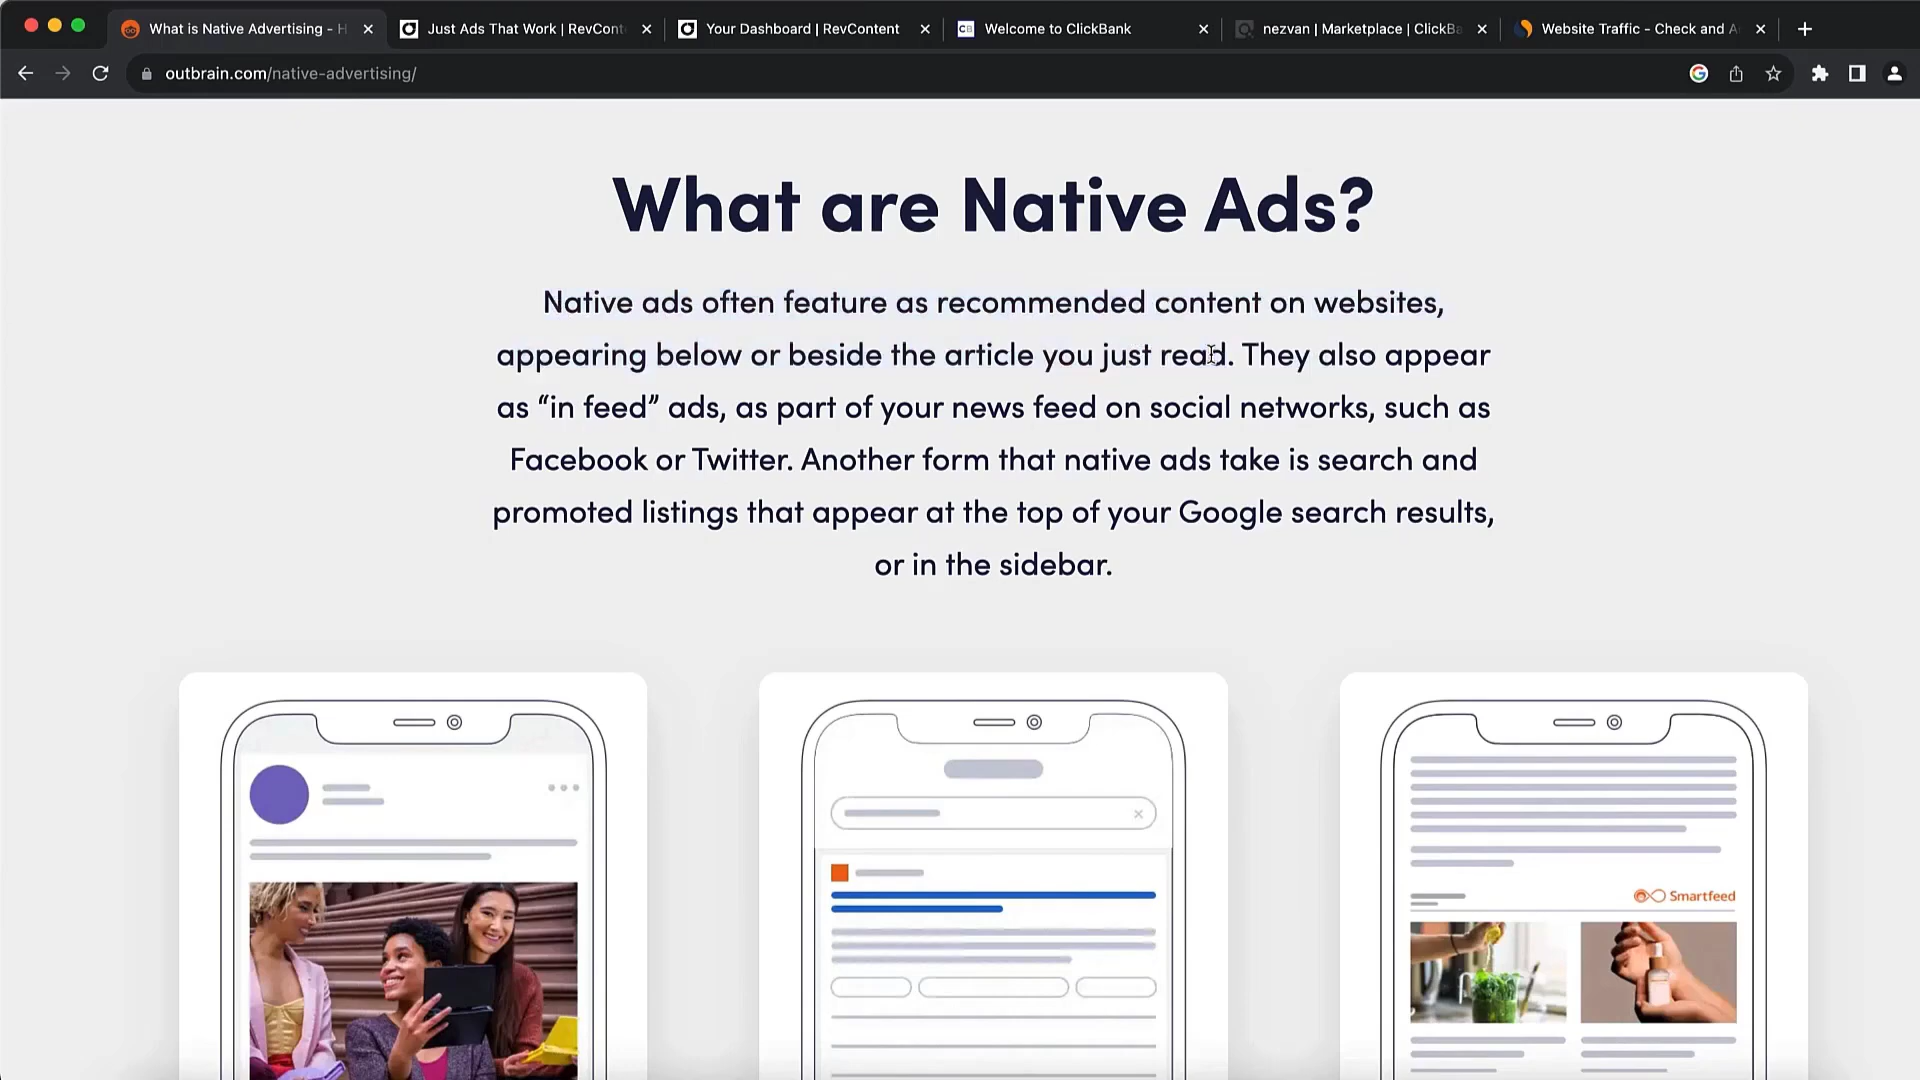 What is Native Advertising - H
Just Ads That Work | RevCont
Your Dashboard | RevContent
CB
Welcome to ClickBank
nezvan | Marketplace | ClickBa
Website Traffic - Check and A
outbrain.com/native-advertising/
What are Native Ads?
Native ads often feature as recommended content on websites,
appearing below or beside the article you just read. They also appear
as “in feed” ads, as part of your news feed on social networks, such as
Facebook or Twitter. Another form that native ads take is search and
promoted listings that appear at the top of your Google search results,
or in the sidebar.
Smartfeed